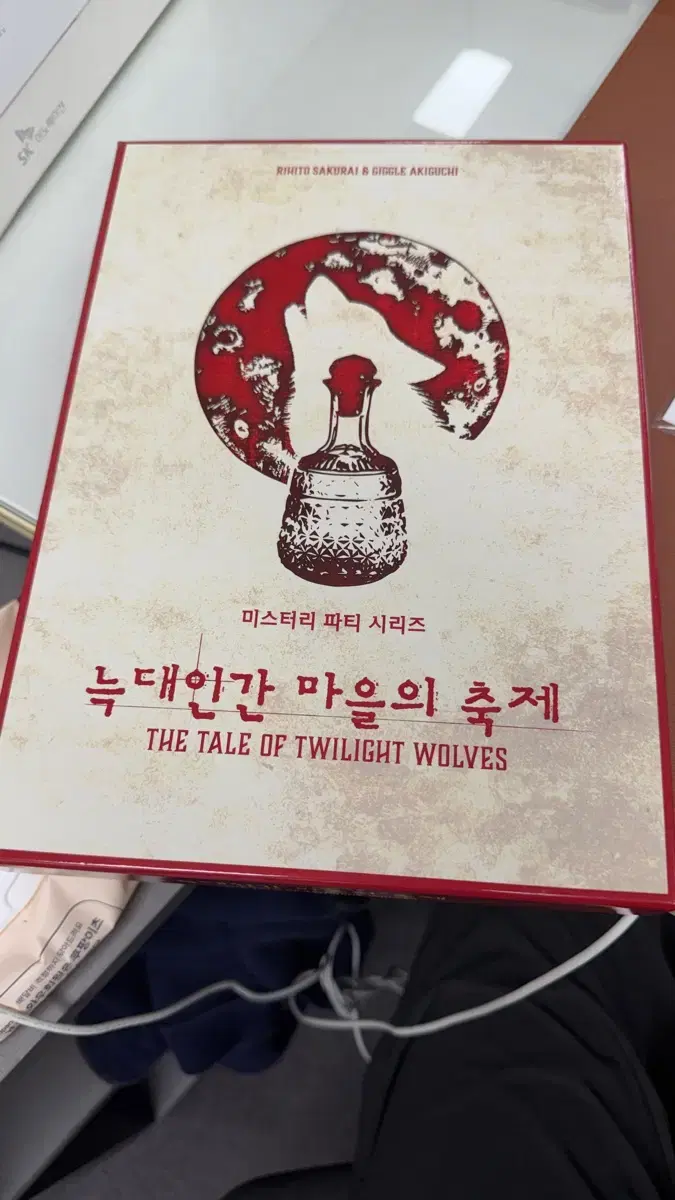 RIHITO SAKURAI & GIGGLE AKIGUCHI
미스터리 파티 시리즈
늑대인간 마을의 축제
THE TALE OF TWILIGHT WOLVES
SK